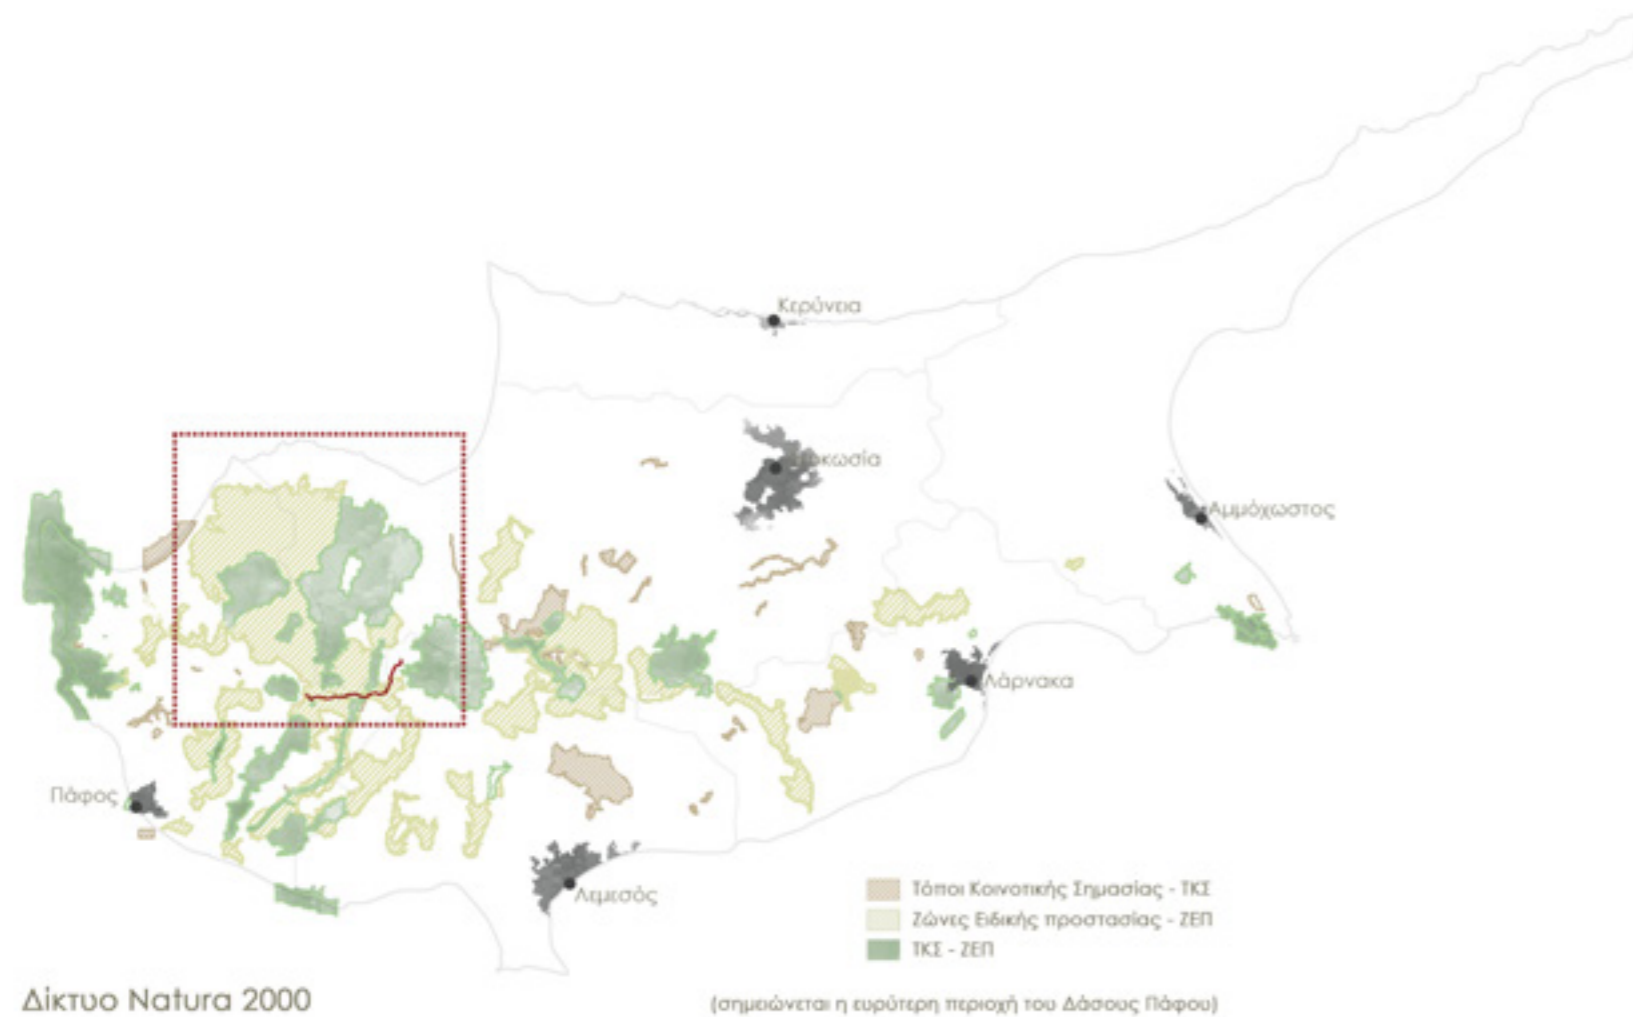 Κερύνεια
Αμμόχωστος
Λάρνακα
Πάφος
Λεμεσός
Τόποι Κοινοτικής Σημασίας - ΤΚΣ
Ζώνες Ειδικής προστασίας - ΖΕΠ
ΤΚΣ - ΖΕΠ
Δίκτυο Natura 2000
(σημειώνεται η ευρύτερη περιοχή του Δάσους Πάφου)